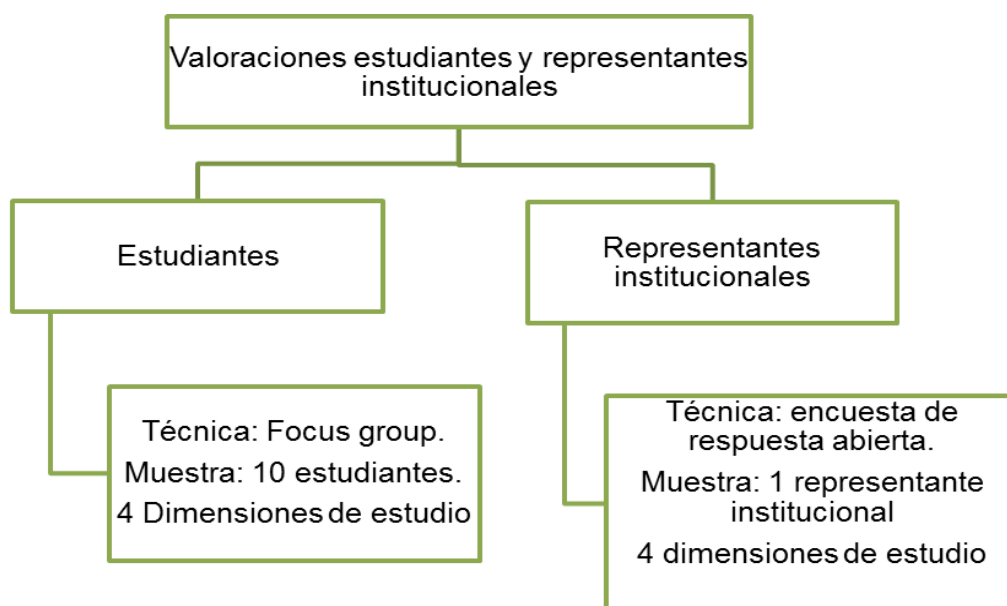 Valoraciones estudiantes y representantes
institucionales
Estudiantes
Representantes
institucionales
Técnica: Focus group.
Muestra: 10 estudiantes.
4 Dimensiones de estudio
Técnica: encuesta de
respuesta abierta.
Muestra: 1 representante
institucional
4 dimensiones de estudio